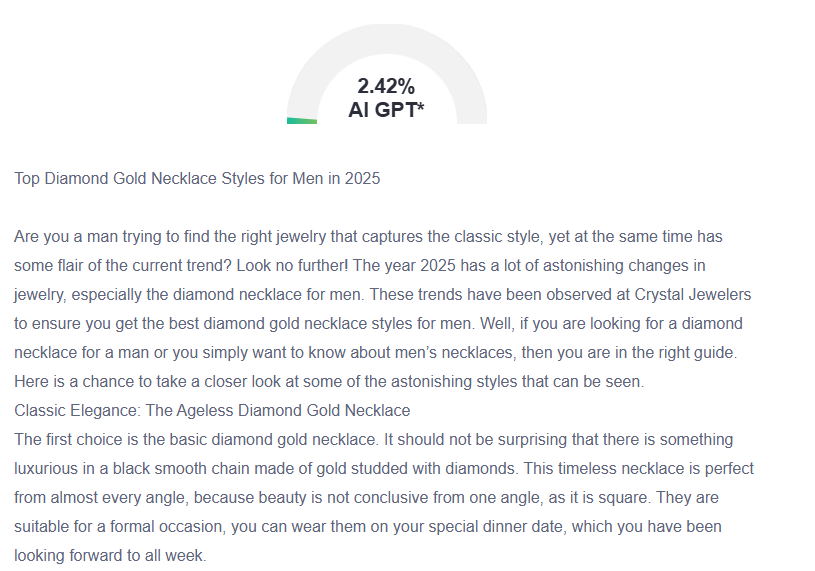 2.42%
AI GPT*
Top Diamond Gold Necklace Styles for Men in 2025
Are you a man trying to find the right jewelry that captures the classic style, yet at the same time has
some flair of the current trend? Look no further! The year 2025 has a lot of astonishing changes in
jewelry, especially the diamond necklace for men. These trends have been observed at Crystal Jewelers
to ensure you get the best diamond gold necklace styles for men. Well, if you are looking for a diamond
necklace for a man or you simply want to know about men’s necklaces, then you are in the right guide.
Here is a chance to take a closer look at some of the astonishing styles that can be seen.
Classic Elegance: The Ageless Diamond Gold Necklace
The first choice is the basic diamond gold necklace. It should not be surprising that there is something
luxurious in a black smooth chain made of gold studded with diamonds. This timeless necklace is perfect
from almost every angle, because beauty is not conclusive from one angle, as it is square. They are
suitable for a formal occasion, you can wear them on your special dinner date, which you have been
looking forward to all week.